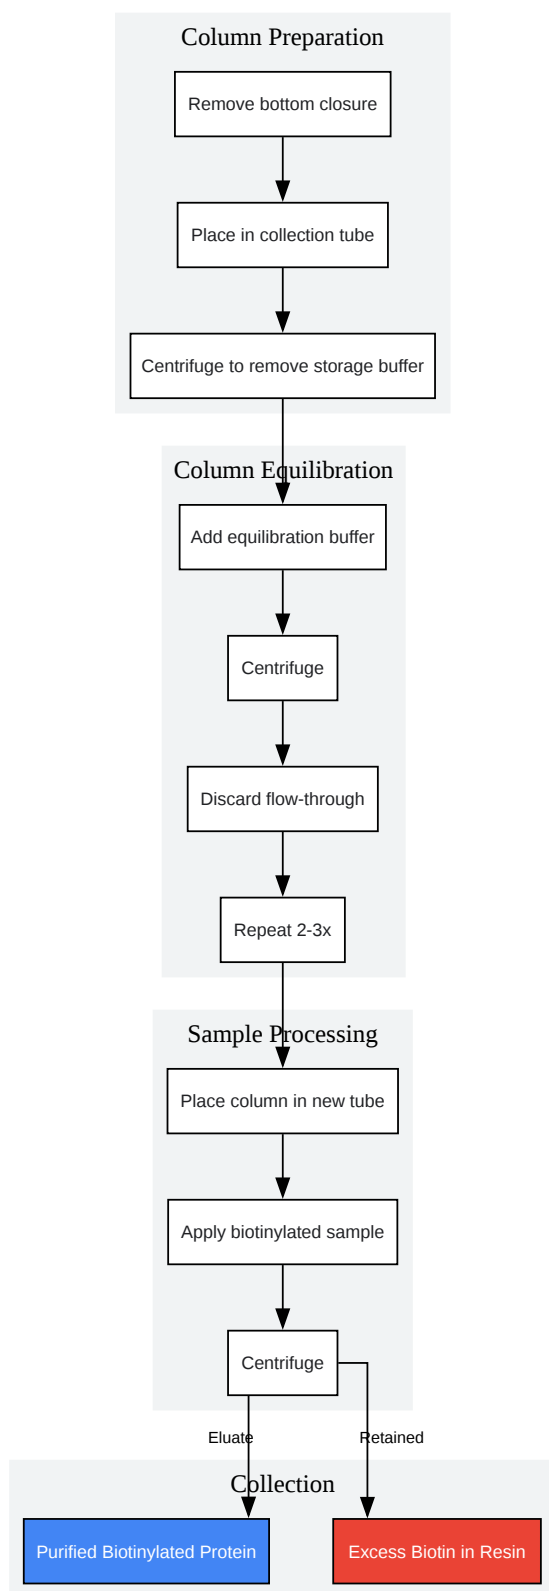 Column Preparation
Remove bottom closure
Place in collection tube
Centrifuge to remove storage buffer
Column Equilibration
Add equilibration buffer
Centrifuge
Discard flow-through
Repeat 2-3x
Sample Processing
Place column in new tube
Apply biotinylated sample
Centrifuge
Eluate
Retained
Collection
Purified Biotinylated Protein
Excess Biotin in Resin